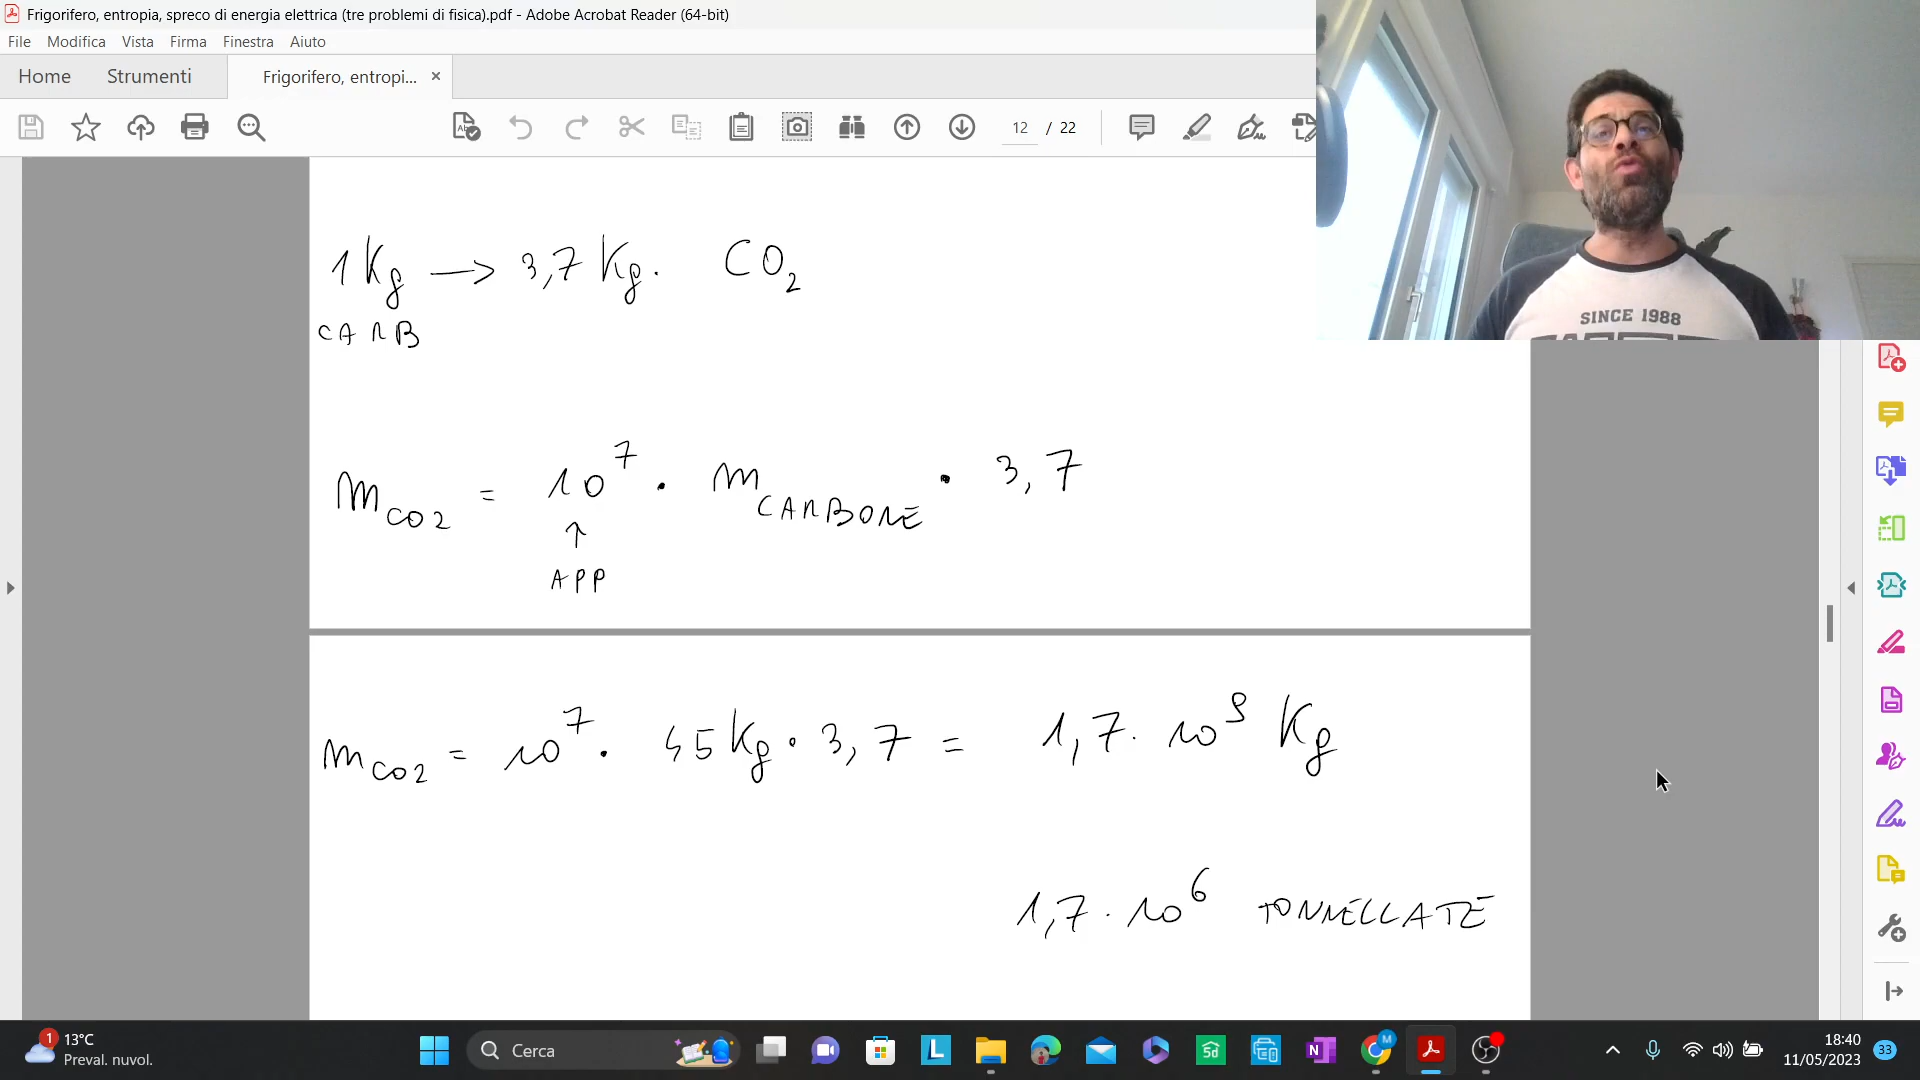 Frigorifero, entropia, spreco di energia elettrica (tre problemi di fisica).pdf - Adobe Acrobat Reader (64-bit)
File Modifica Vista Firma Finestra Aiuto
Home Strumenti Frigorifero, entropi... ×
12 / 22
SINCE 1988
1 Kg → 3,7 Kg. CO2
CARB
mCO2 = 10^7 · mCARBONE · 3,7
↑
APP
mCO2 = 10^7 · 45 Kg · 3,7 = 1,7 · 10^9 Kg
1,7 · 10^6 TONNELLATE
1 13°C
Preval. nuvol.
Cerca
18:40
11/05/2023
33